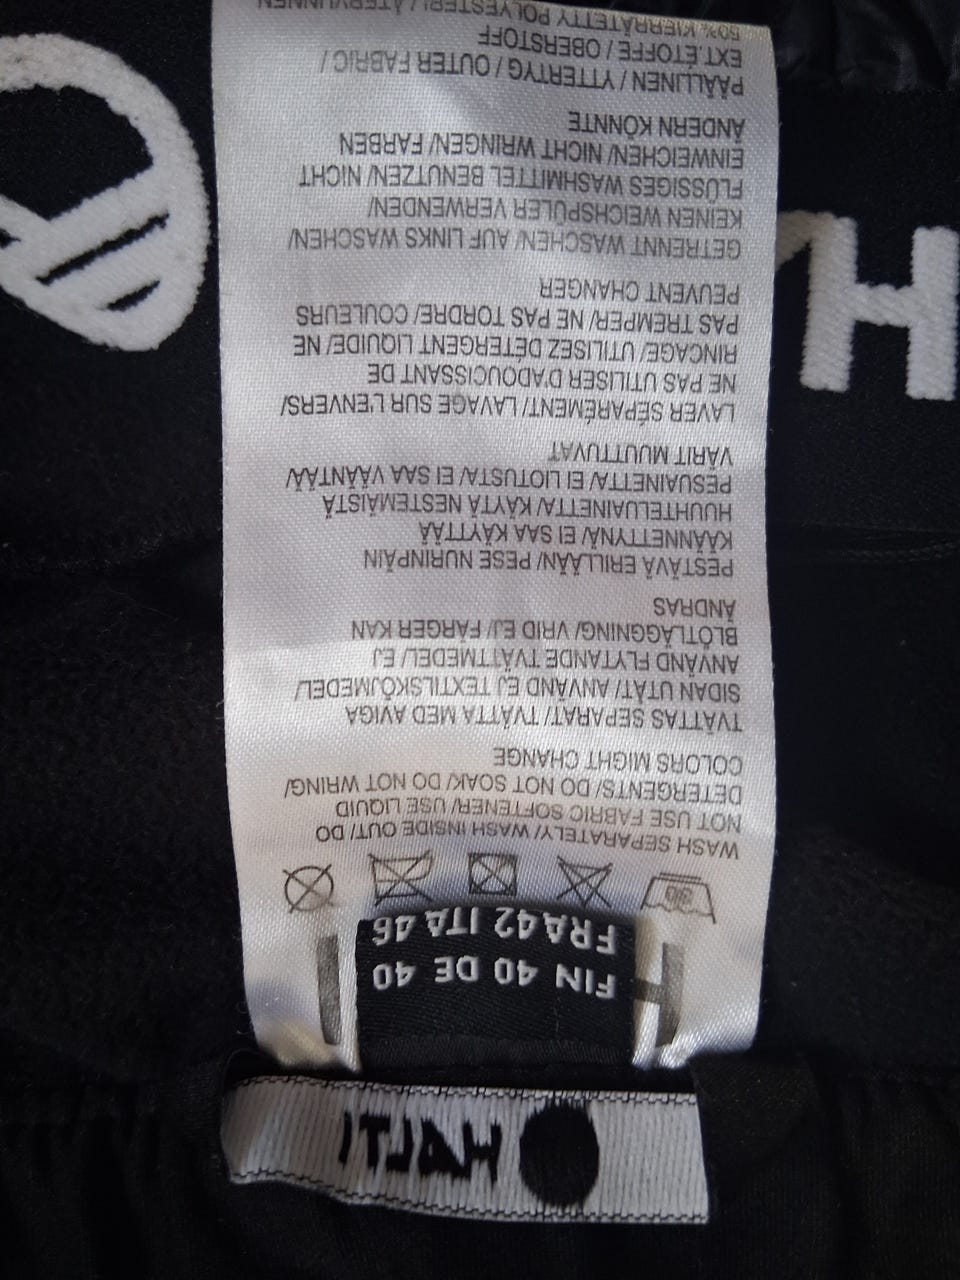 HALTI
FIN 40 DE 40
FRA42 ITA 46
WASH SEPARATELY/ WASH INSIDE OUT/ DO
NOT USE FABRIC SOFTENER/ USE LIQUID
DETERGENTS/ DO NOT SOAK/ DO NOT WRING/
COLORS MIGHT CHANGE
TVÄTTAS SEPARAT/ TVÄTTA MED AVIGA
SIDAN UTÅT/ ANVÄND EJ TEXTILSKÖJMEDEL/
ANVÄND FLYTANDE TVÄTTMEDEL/ EJ
BLÖTLÄGGNING/ VRID EJ/ FÄRGER KAN
ÄNDRAS
PESTÄVÄ ERILLÄÄN/ PESE NURINPÄIN
KÄÄNNETTYNÄ/ EI SAA KÄYTTÄÄ
HUUHTELUAINETTA/ KÄYTÄ NESTEMÄISTÄ
PESUAINETTA/ EI LIOTUSTA/ EI SAA VÄÄNTÄÄ/
VÄRIT MUUTTUVAT
LAVER SÉPARÉMENT/ LAVAGE SUR L'ENVERS/
NE PAS UTILISER D'ADOUCISSANT DE
RINCAGE/ UTILISEZ DÉTERGENT LIQUIDE/ NE
PAS TREMPER/ NE PAS TORDRE/ COULEURS
PEUVENT CHANGER
GETRENNT WASCHEN/ AUF LINKS WASCHEN/
KEINEN WEICHSPÜLER VERWENDEN/
FLÜSSIGES WASHMITTEL BENUTZEN/ NICHT
EINWEICHEN/ NICHT WRINGEN/ FARBEN
ÄNDERN KÖNNTE
PÄÄLLINEN / YTTERTYG / OUTER FABRIC /
EXT.ÉTOFFE / OBERSTOFF
50% KIERRÄTETTY POLYESTERI/ ÅTERVUNNEN
H